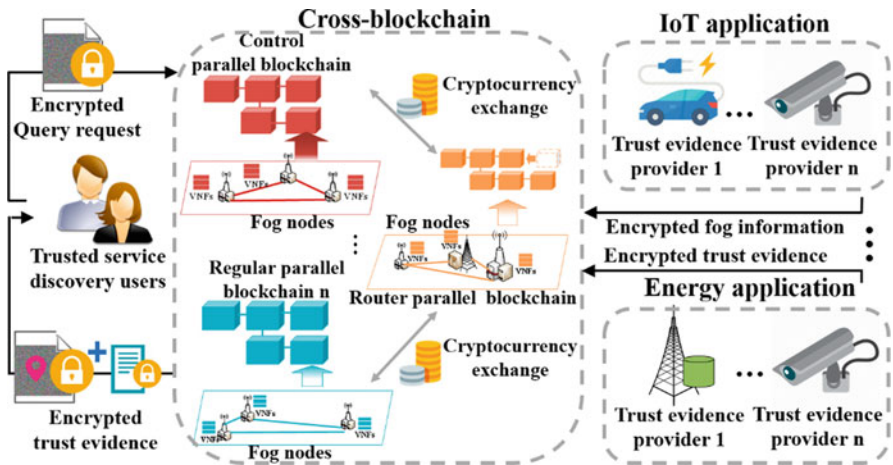 Cross-blockchain
IoT application
Control
parallel blockchain
Cryptocurrency
exchange
Encrypted
Query request
Trust evidence
provider 1
...
Trust evidence
provider n
VNFs
VNFs
VNFs
Fog nodes
Fog nodes
Encrypted fog information
Encrypted trust evidence
Trusted service
discovery users
VNFs
VNFs
VNFs
Regular parallel
blockchain n
Router parallel blockchain
Energy application
Cryptocurrency
exchange
Encrypted
trust evidence
VNFs
VNFs
VNFs
Fog nodes
Trust evidence
provider 1
...
Trust evidence
provider n